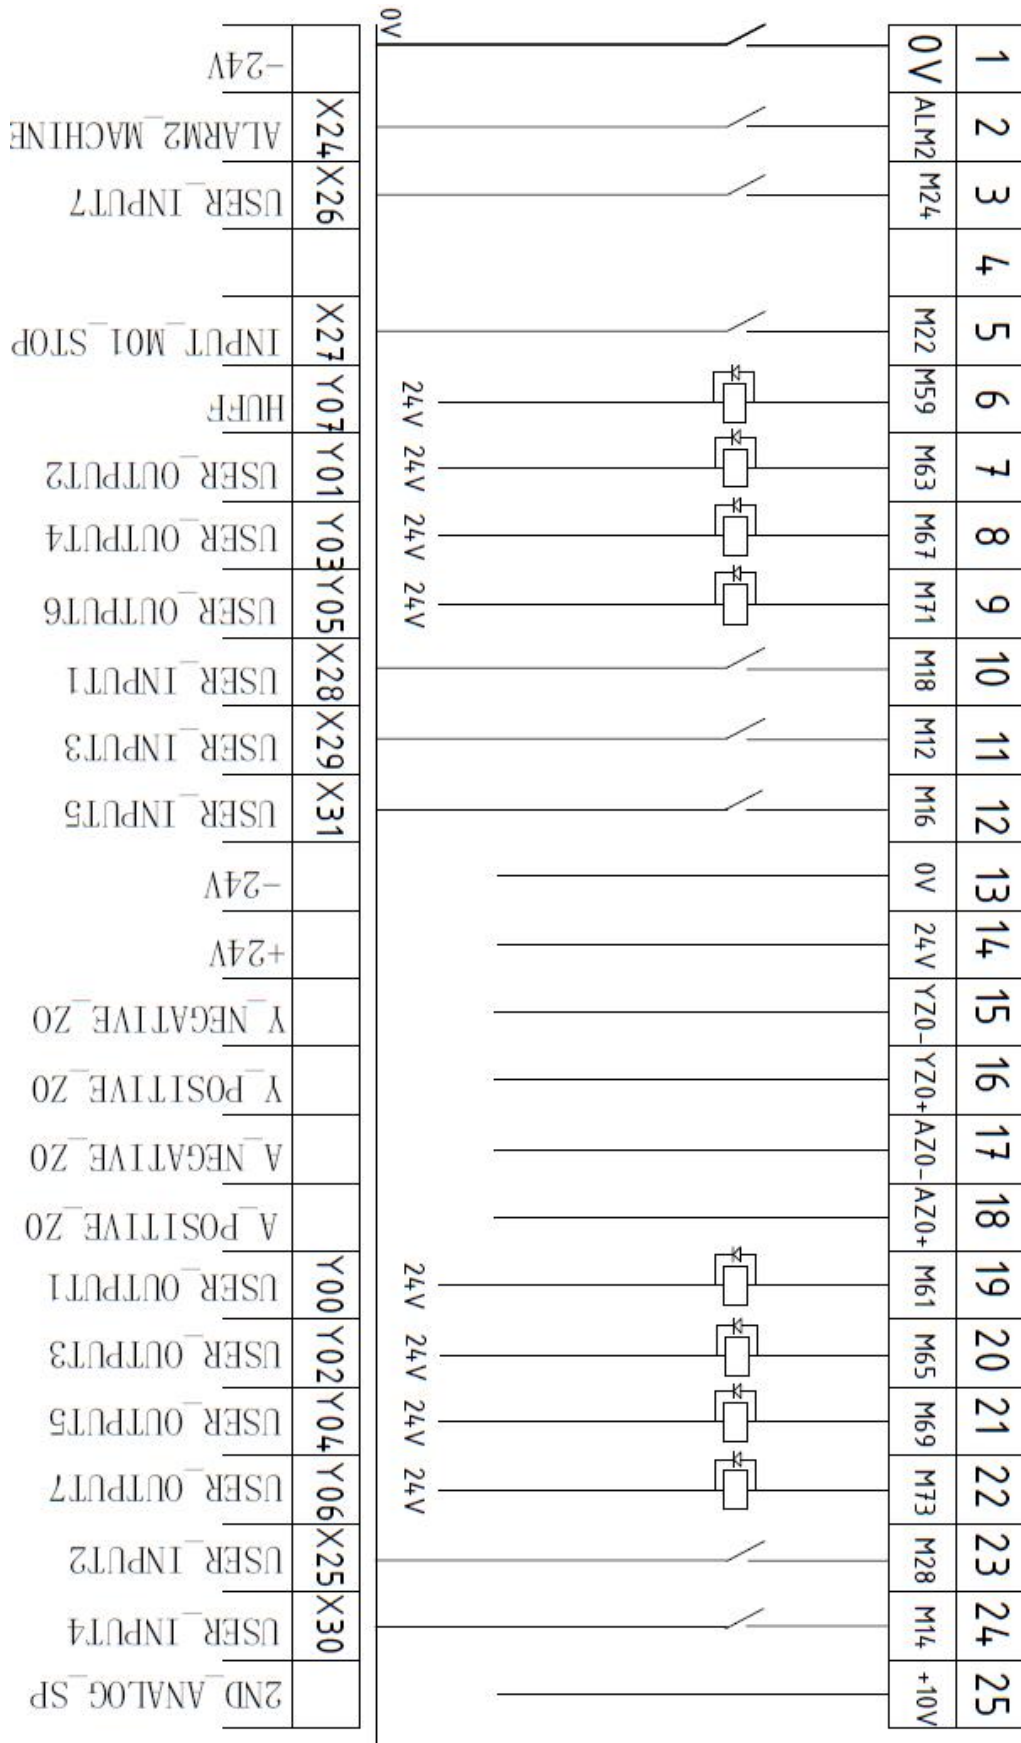 0V
-24V 0V 1
ALARM2_MACHINE X24 ALM2 2
USER_INPUT7 X26 M24 3
4
INPUT_M01_STOP X27 M22 5
HUFF Y07 24V M59 6
USER_OUTPUT2 Y01 24V M63 7
USER_OUTPUT4 Y03 24V M67 8
USER_OUTPUT6 Y05 24V M71 9
USER_INPUT1 X28 M18 10
USER_INPUT3 X29 M12 11
USER_INPUT5 X31 M16 12
-24V 0V 13
+24V 24V 14
Y_NEGATIVE_Z0 YZ0- 15
Y_POSITIVE_Z0 YZ0+ 16
A_NEGATIVE_Z0 AZ0- 17
A_POSITIVE_Z0 AZ0+ 18
USER_OUTPUT1 Y00 24V M61 19
USER_OUTPUT3 Y02 24V M65 20
USER_OUTPUT5 Y04 24V M69 21
USER_OUTPUT7 Y06 24V M73 22
USER_INPUT2 X25 M28 23
USER_INPUT4 X30 M14 24
2ND_ANALOG_SP +10V 25